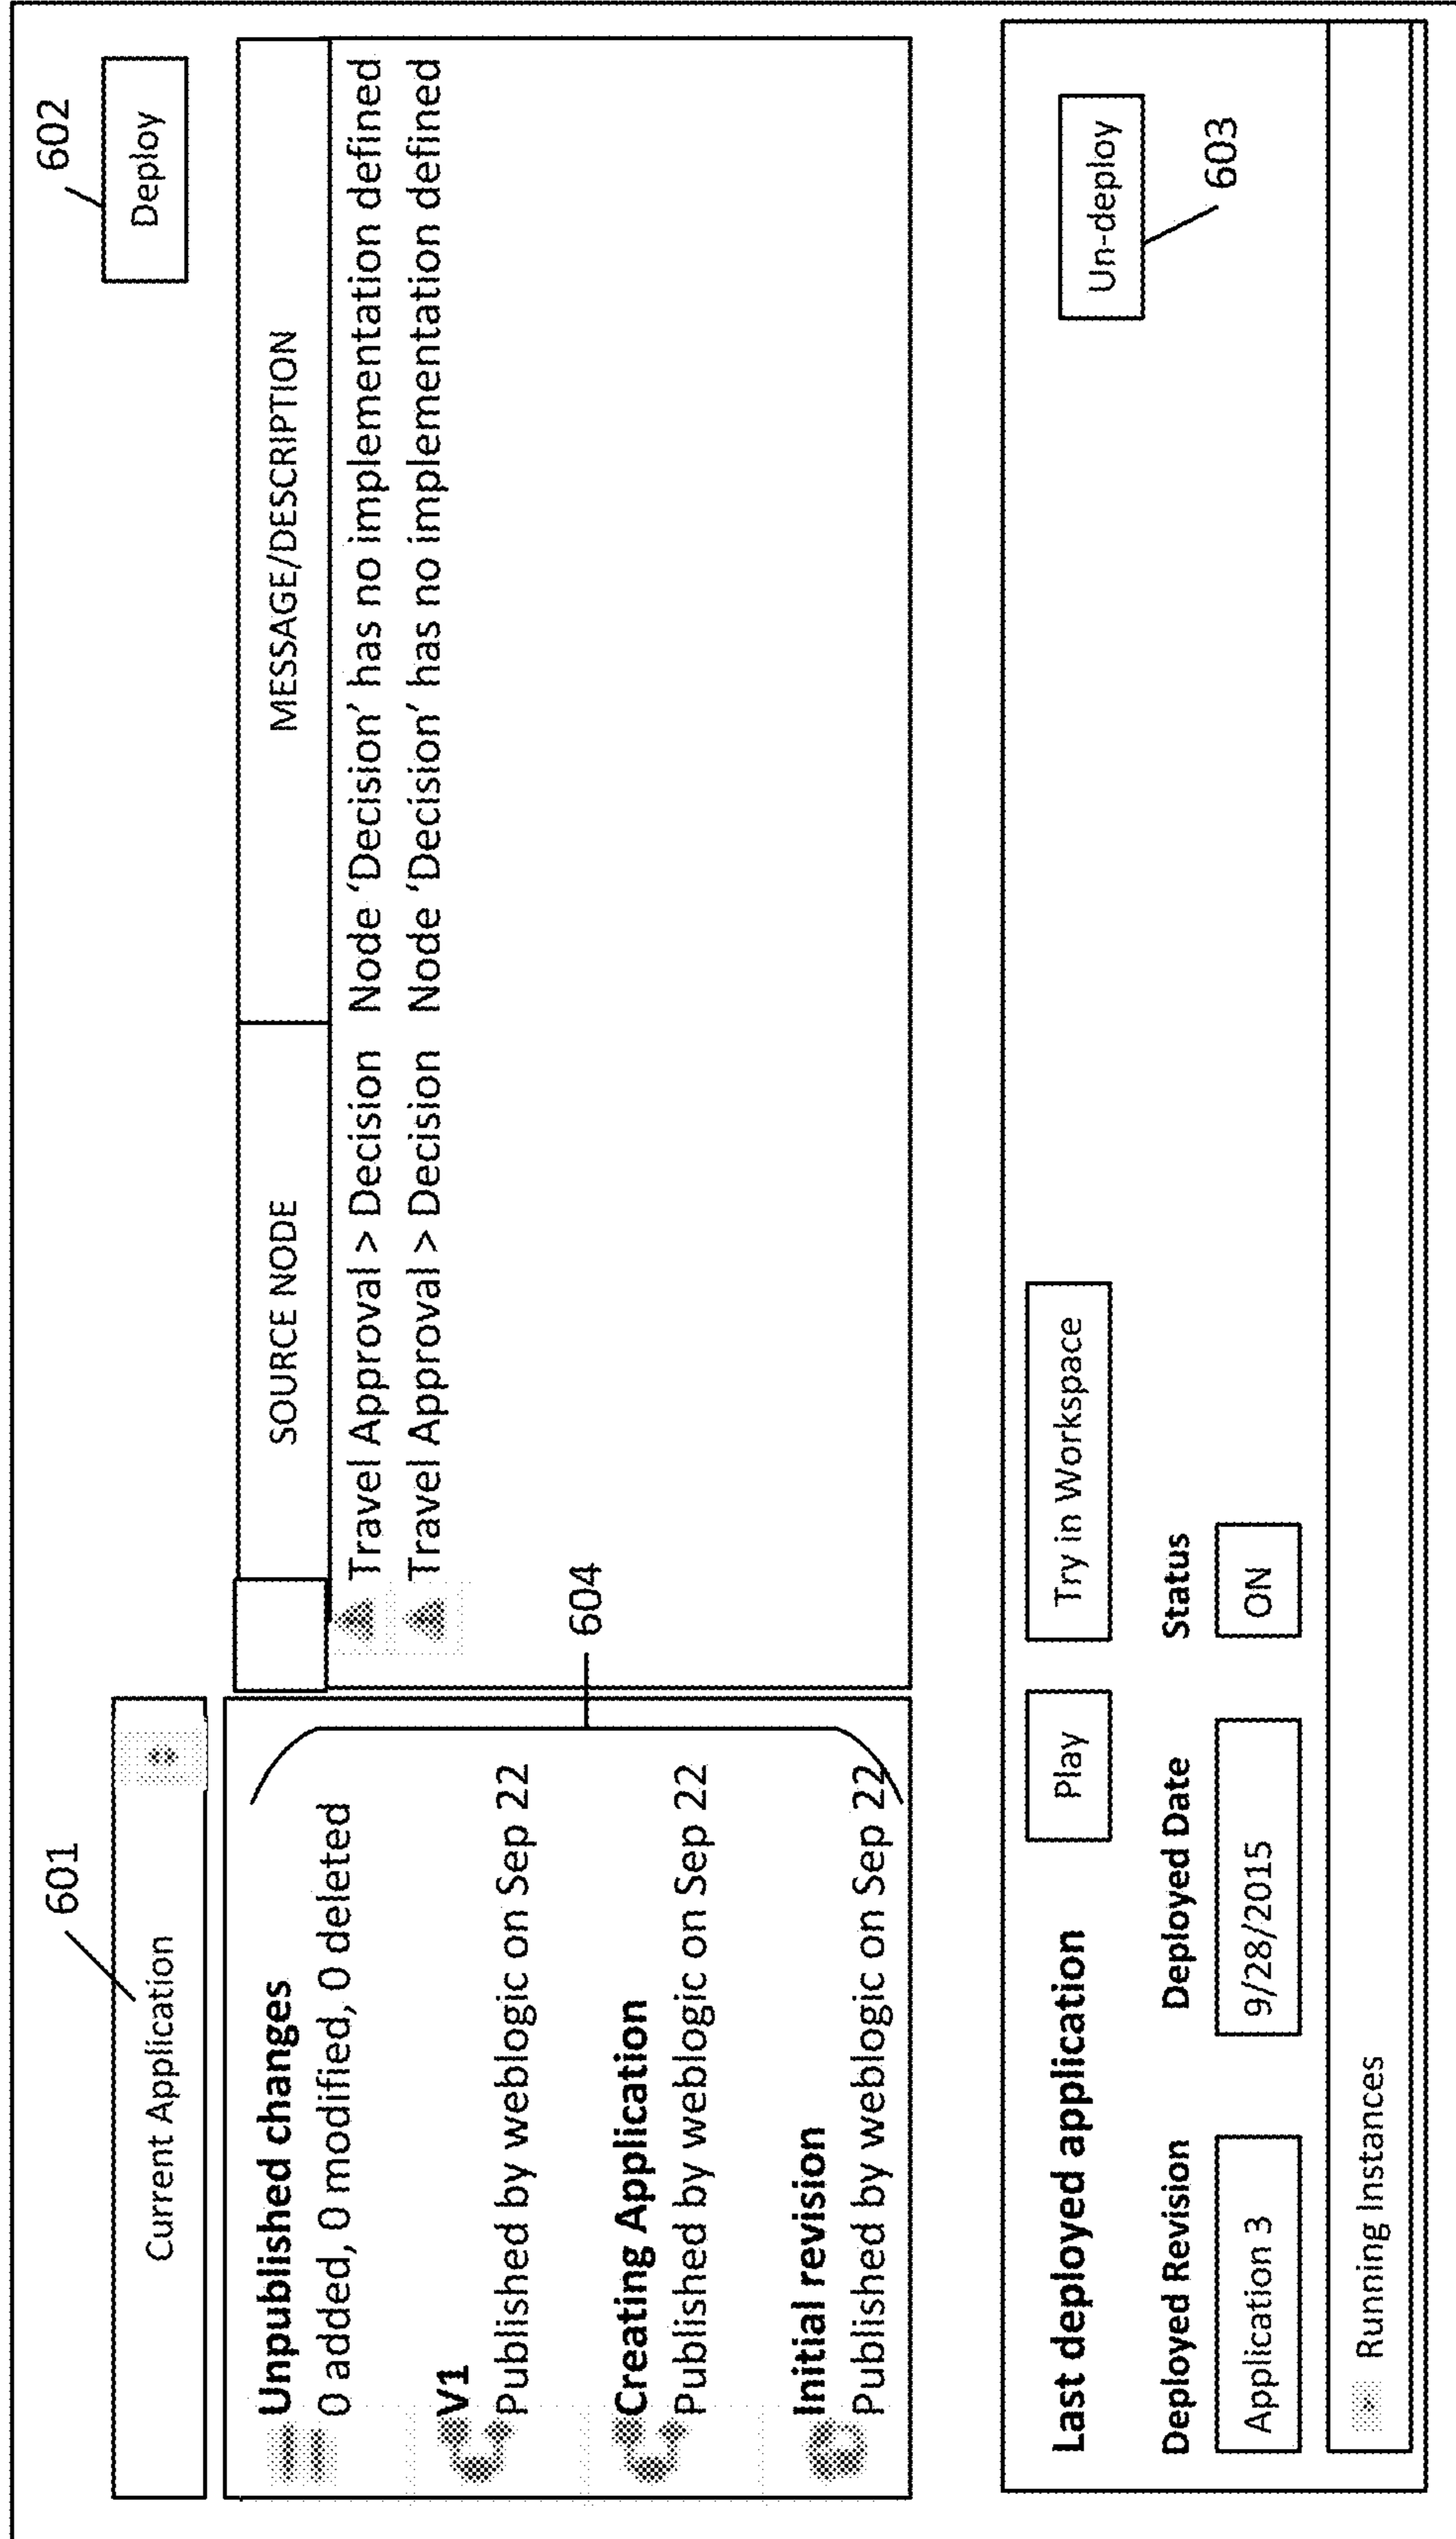 601
602
Current Application
Deploy
Unpublished changes
0 added, 0 modified, 0 deleted
V1
Published by weblogic on Sep 22
Creating Application
Published by weblogic on Sep 22
Initial revision
Published by weblogic on Sep 22
604
SOURCE NODE
MESSAGE/DESCRIPTION
Travel Approval > Decision
Node ‘Decision’ has no implementation defined
Travel Approval > Decision
Node ‘Decision’ has no implementation defined
Last deployed application
Play
Try in Workspace
Un-deploy
603
Deployed Revision
Deployed Date
Status
Application 3
9/28/2015
ON
Running Instances